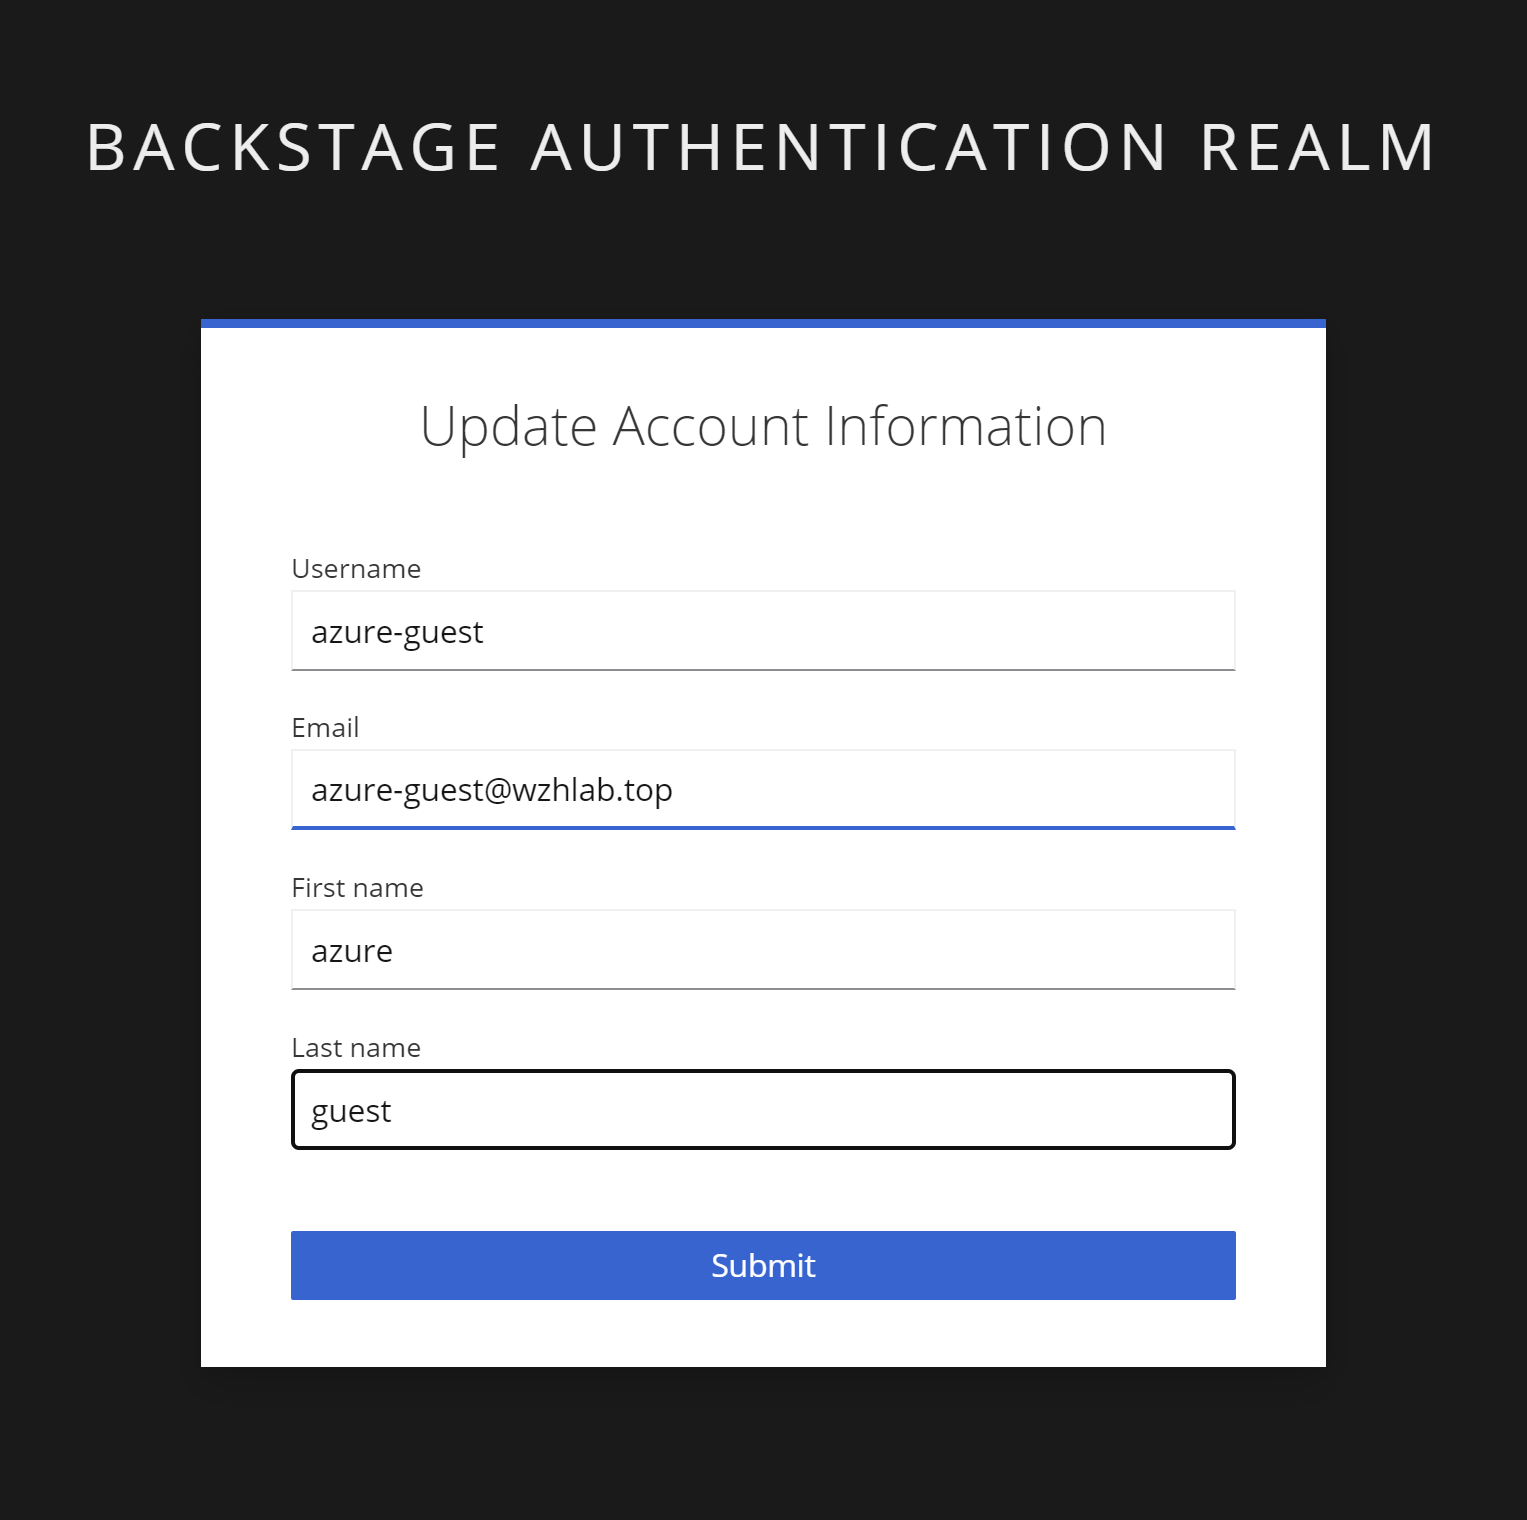 BACKSTAGE AUTHENTICATION REALM
Update Account Information
Username
azure-guest
Email
azure-guest@wzhlab.top
First name
azure
Last name
guest
Submit